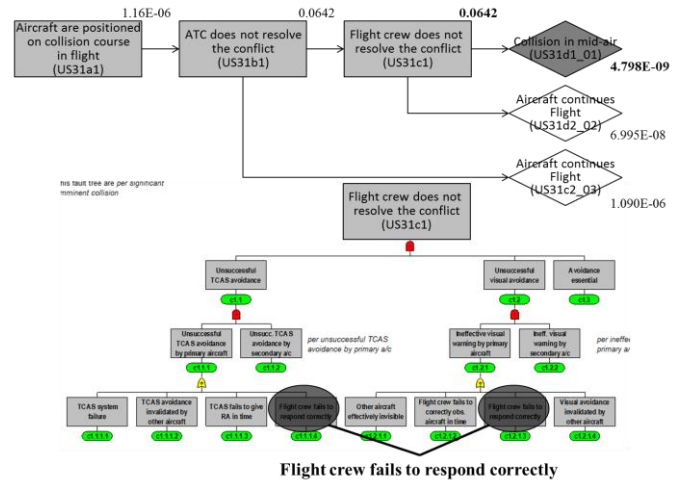 1.16E-06
0.0642
0.0642
Aircraft are positioned
on collision course
in flight
(US31a1)
ATC does not resolve
the conflict
(US31b1)
Flight crew does not
resolve the conflict
(US31c1)
Collision in mid-air
(US31d1_01)
4.798E-09
Aircraft continues
Flight
(US31d2_02)
6.995E-08
Aircraft continues
Flight
(US31c2_03)
1.090E-06
his fault tree are per significant
mminent collision
Flight crew does not
resolve the conflict
(US31c1)
Unsuccessful
TCAS avoidance
c1.1
Unsuccessful
visual avoidance
c1.2
Avoidance
essential
c1.3
Unsuccessful
TCAS avoidance
by primary aircraft
c1.1.1
Unsucc. TCAS
avoidance by
secondary a/c
c1.1.2
per unsuccessful TCAS
avoidance by primary a/c
Ineffective visual
warning by primary
aircraft
c1.2.1
Ineff. visual
warning by
secondary a/c
c1.2.2
per ineffe
primary a/
TCAS system
failure
c1.1.1.1
TCAS avoidance
invalidated by
other aircraft
c1.1.1.2
TCAS fails to give
RA in time
c1.1.1.3
Flight crew fails to
respond correctly
c1.1.1.4
Other aircraft
effectively invisible
c1.2.1.1
Flight crew fails to
correctly obs.
aircraft in time
c1.2.1.2
Flight crew fails to
respond correctly
c1.2.1.3
Visual avoidance
invalidated by
other aircraft
c1.2.1.4
Flight crew fails to respond correctly